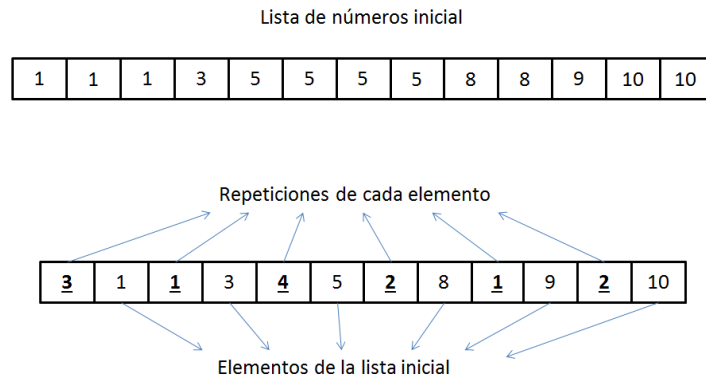 Lista de números inicial
1 1 1 3 5 5 5 5 8 8 9 10 10
Repeticiones de cada elemento
3 1 1 3 4 5 2 8 1 9 2 10
Elementos de la lista inicial